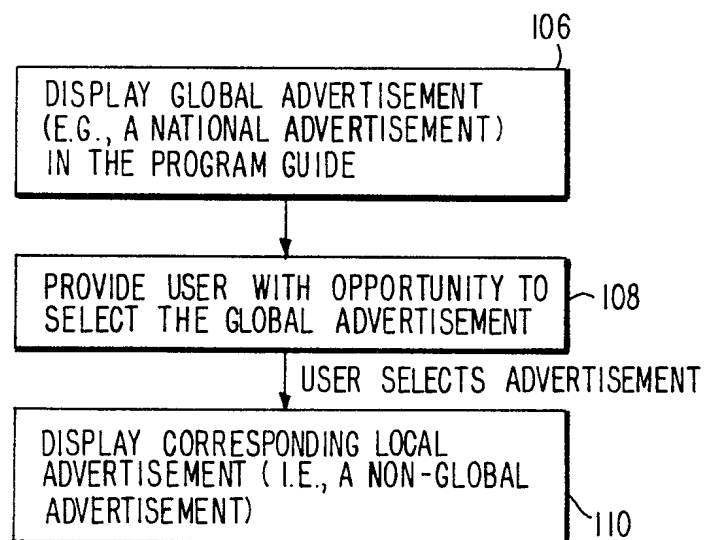 106
DISPLAY GLOBAL ADVERTISEMENT
(E.G., A NATIONAL ADVERTISEMENT)
IN THE PROGRAM GUIDE
PROVIDE USER WITH OPPORTUNITY TO
SELECT THE GLOBAL ADVERTISEMENT
108
USER SELECTS ADVERTISEMENT
DISPLAY CORRESPONDING LOCAL
ADVERTISEMENT (I.E., A NON-GLOBAL
ADVERTISEMENT)
110